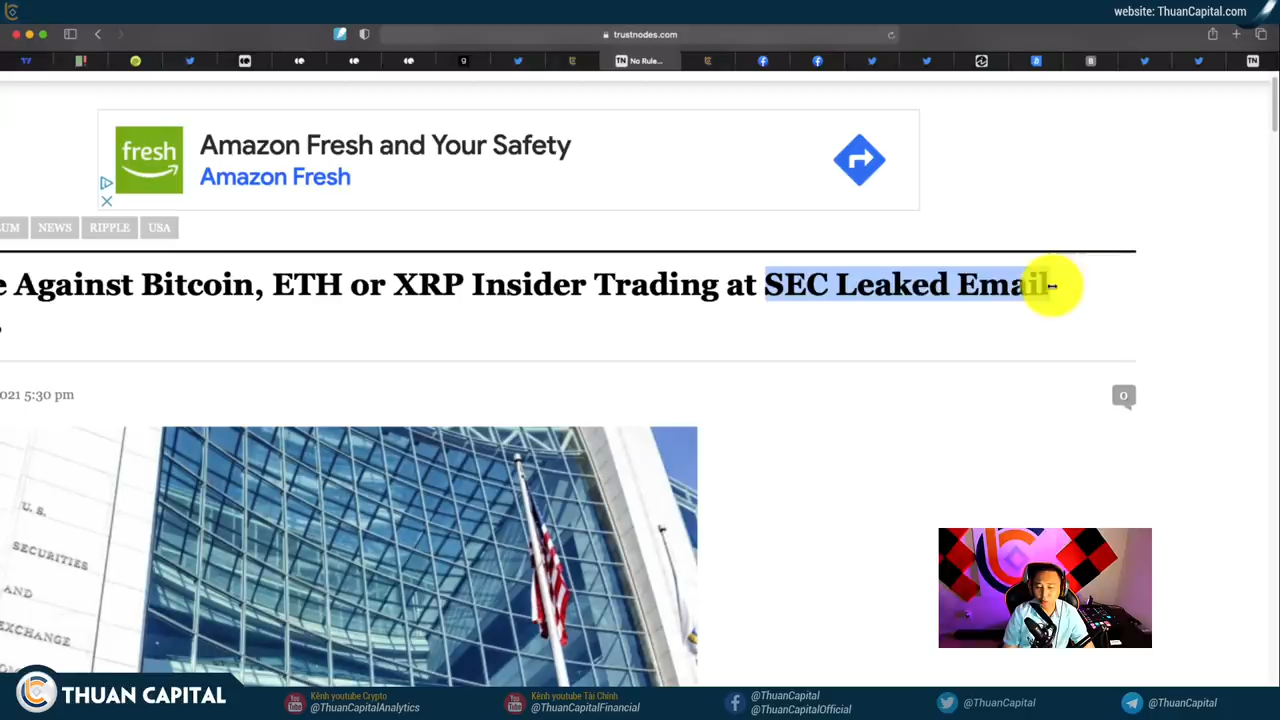 website: ThuanCapital.com
trustnodes.com
TN No Rule...
fresh
Amazon Fresh and Your Safety
Amazon Fresh
UM NEWS RIPPLE USA
e Against Bitcoin, ETH or XRP Insider Trading at SEC Leaked Email
021 5:30 pm
0
U. S.
SECURITIES
AND
EXCHANGE
THUAN CAPITAL
Kênh youtube Crypto
@ThuanCapitalAnalytics
Kênh youtube Tài Chính
@ThuanCapitalFinancial
@ThuanCapital
@ThuanCapitalOfficial
@ThuanCapital
@ThuanCapital